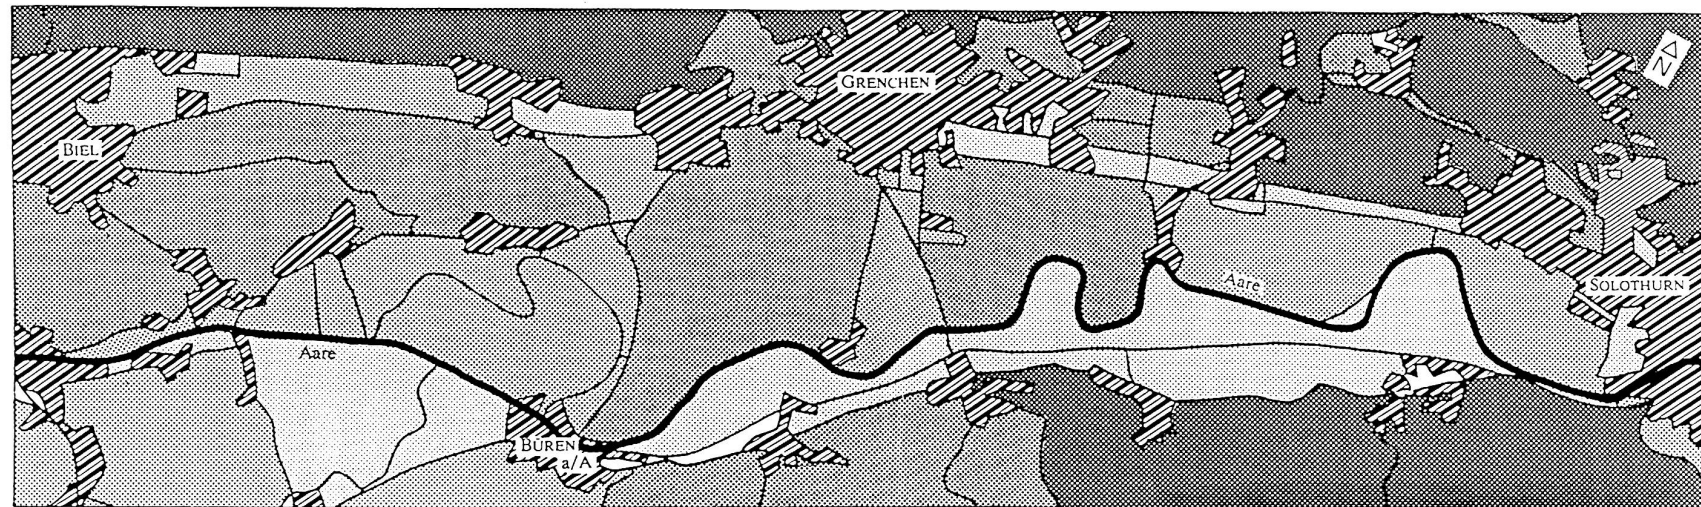 GRENCHEN
N
BIEL
Aare
SOLOTHURN
Aare
BÜREN
a/A